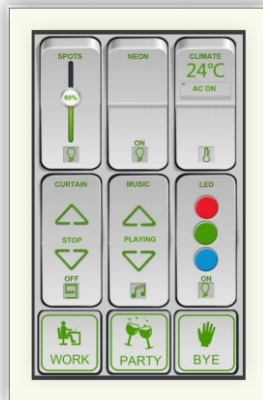 SPOTS
60%
NEON
ON
CLIMATE
24°C
AC ON
CURTAIN
STOP
OFF
MUSIC
PLAYING
LED
ON
WORK
PARTY
BYE